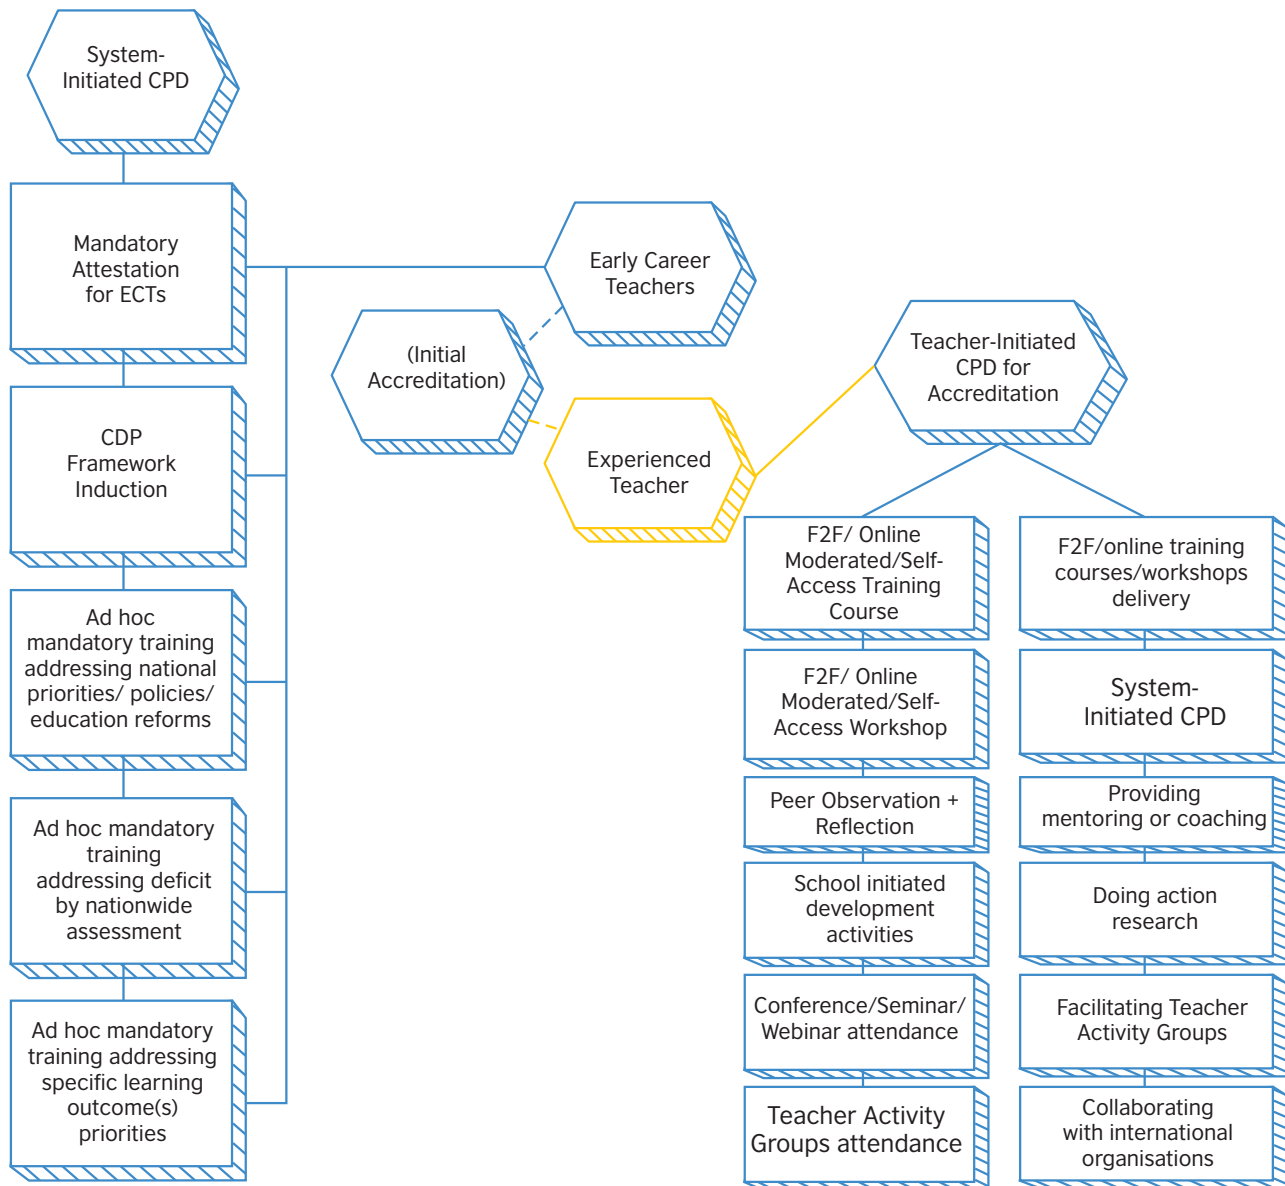 System-
Initiated CPD
Mandatory
Attestation
for ECTs
CDP
Framework
Induction
Ad hoc
mandatory training
addressing national
priorities/ policies/
education reforms
Ad hoc mandatory
training
addressing deficit
by nationwide
assessment
Ad hoc mandatory
training addressing
specific learning
outcome(s)
priorities
Early Career
Teachers
(Initial
Accreditation)
Experienced
Teacher
Teacher-Initiated
CPD for
Accreditation
F2F/ Online
Moderated/Self-
Access Training
Course
F2F/ Online
Moderated/Self-
Access Workshop
Peer Observation +
Reflection
School initiated
development
activities
Conference/Seminar/
Webinar attendance
Teacher Activity
Groups attendance
F2F/online training
courses/workshops
delivery
System-
Initiated CPD
Providing
mentoring or coaching
Doing action
research
Facilitating Teacher
Activity Groups
Collaborating
with international
organisations